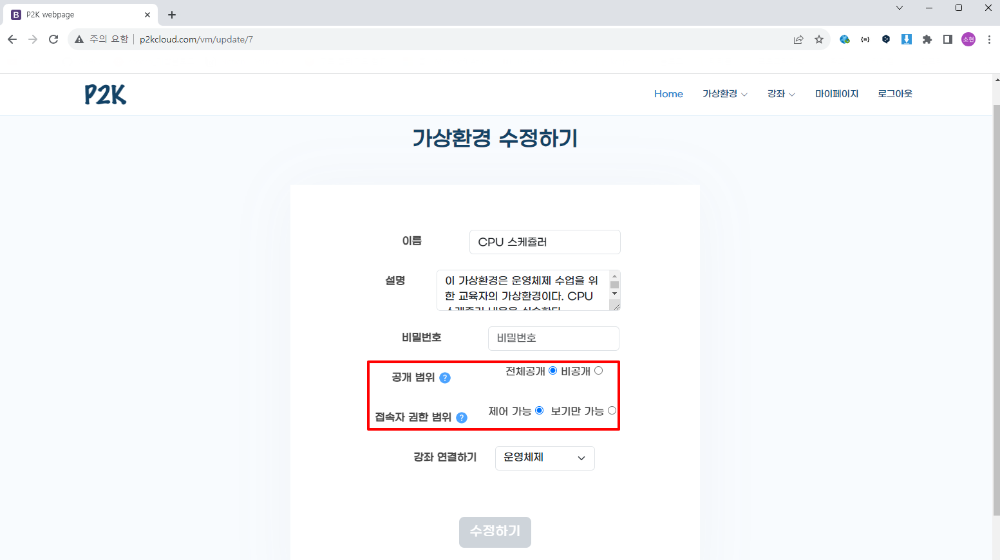 P2K webpage
주의 요함 p2kcloud.com/vm/update/7
소현
P2K
Home 가상환경 강좌 마이페이지 로그아웃
가상환경 수정하기
이름 CPU 스케쥴러
설명
이 가상환경은 운영체제 수업을 위
한 교육자의 가상환경이다. CPU
비밀번호 비밀번호
공개 범위 ? 전체공개 비공개
접속자 권한 범위 ? 제어 가능 보기만 가능
강좌 연결하기 운영체제
수정하기